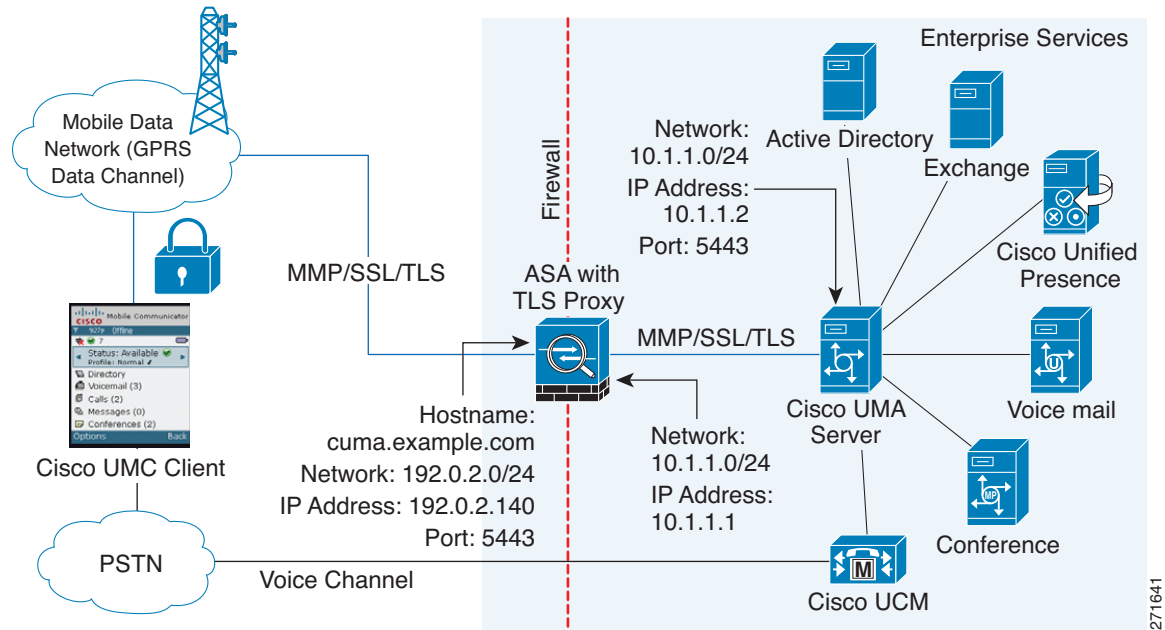 Enterprise Services
Mobile Data
Network (GPRS
Data Channel)
MMP/SSL/TLS
Firewall
ASA with
TLS Proxy
MMP/SSL/TLS
Network:
10.1.1.0/24
IP Address:
10.1.1.2
Port: 5443
Active Directory
Exchange
Cisco Unified
Presence
U
Voice mail
MP
Conference
Cisco UMA
Server
M
Cisco UCM
Network:
10.1.1.0/24
IP Address:
10.1.1.1
Hostname:
cuma.example.com
Network: 192.0.2.0/24
IP Address: 192.0.2.140
Port: 5443
CISCO Mobile Communicator
Offline
7
Status: Available
Profile: Normal
Directory
Voicemail (3)
Calls (2)
Messages (0)
Conferences (2)
Options Back
Cisco UMC Client
PSTN
Voice Channel
271641